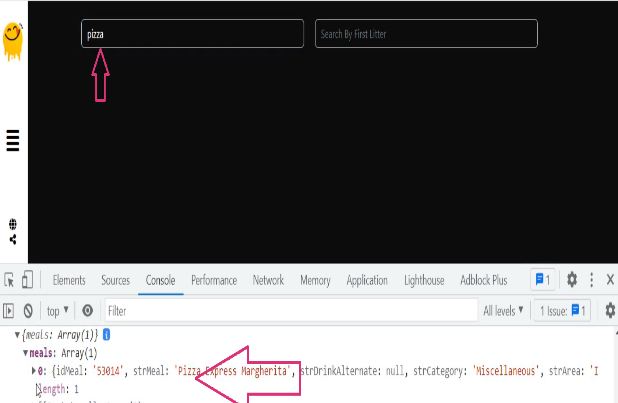 pizza
Search By First Litter
Elements Sources Console Performance Network Memory Application Lighthouse Adblock Plus 1
top Filter All levels 1 Issue: 1
{meals: Array(1)} i
meals: Array(1)
0: {idMeal: '53014', strMeal: 'Pizza Express Margherita', strDrinkAlternate: null, strCategory: 'Miscellaneous', strArea: 'I
length: 1